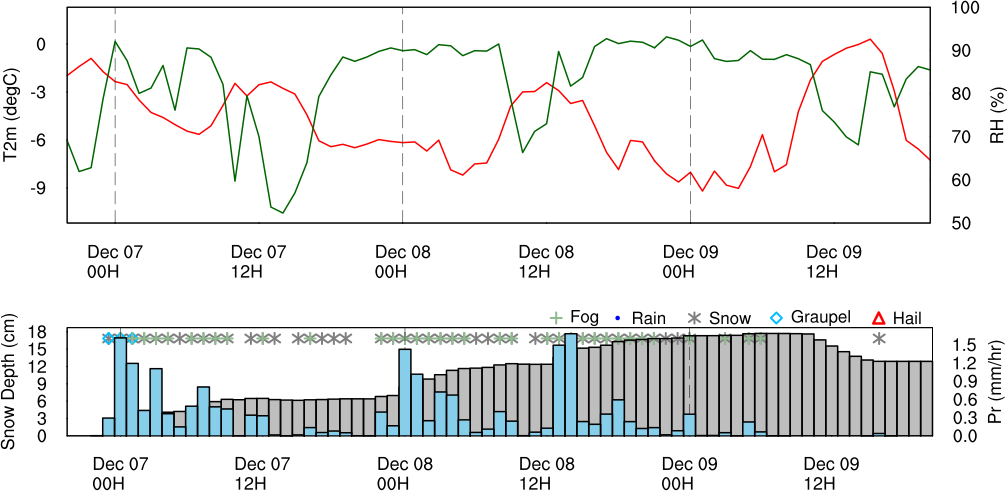 100
0
90
-3
80
T2m (degC)
RH (%)
-6
70
-9
60
50
Dec 07 Dec 07 Dec 08 Dec 08 Dec 09 Dec 09
00H 12H 00H 12H 00H 12H
Fog Rain Snow Graupel Hail
18
15
12
9
6
3
0
Snow Depth (cm)
1.5
1.2
0.9
0.6
0.3
0.0
Pr (mm/hr)
Dec 07 Dec 07 Dec 08 Dec 08 Dec 09 Dec 09
00H 12H 00H 12H 00H 12H